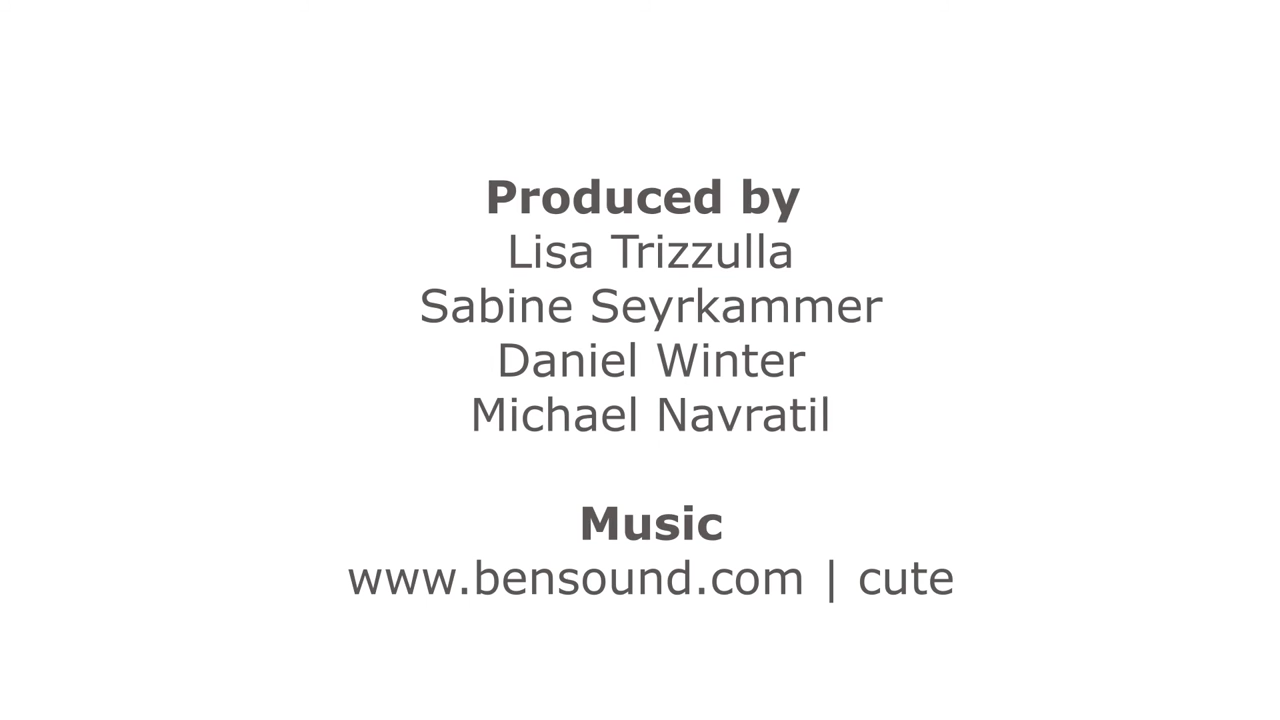 Produced by
Lisa Trizzulla
Sabine Seyrkammer
Daniel Winter
Michael Navratil
Music
www.bensound.com | cute